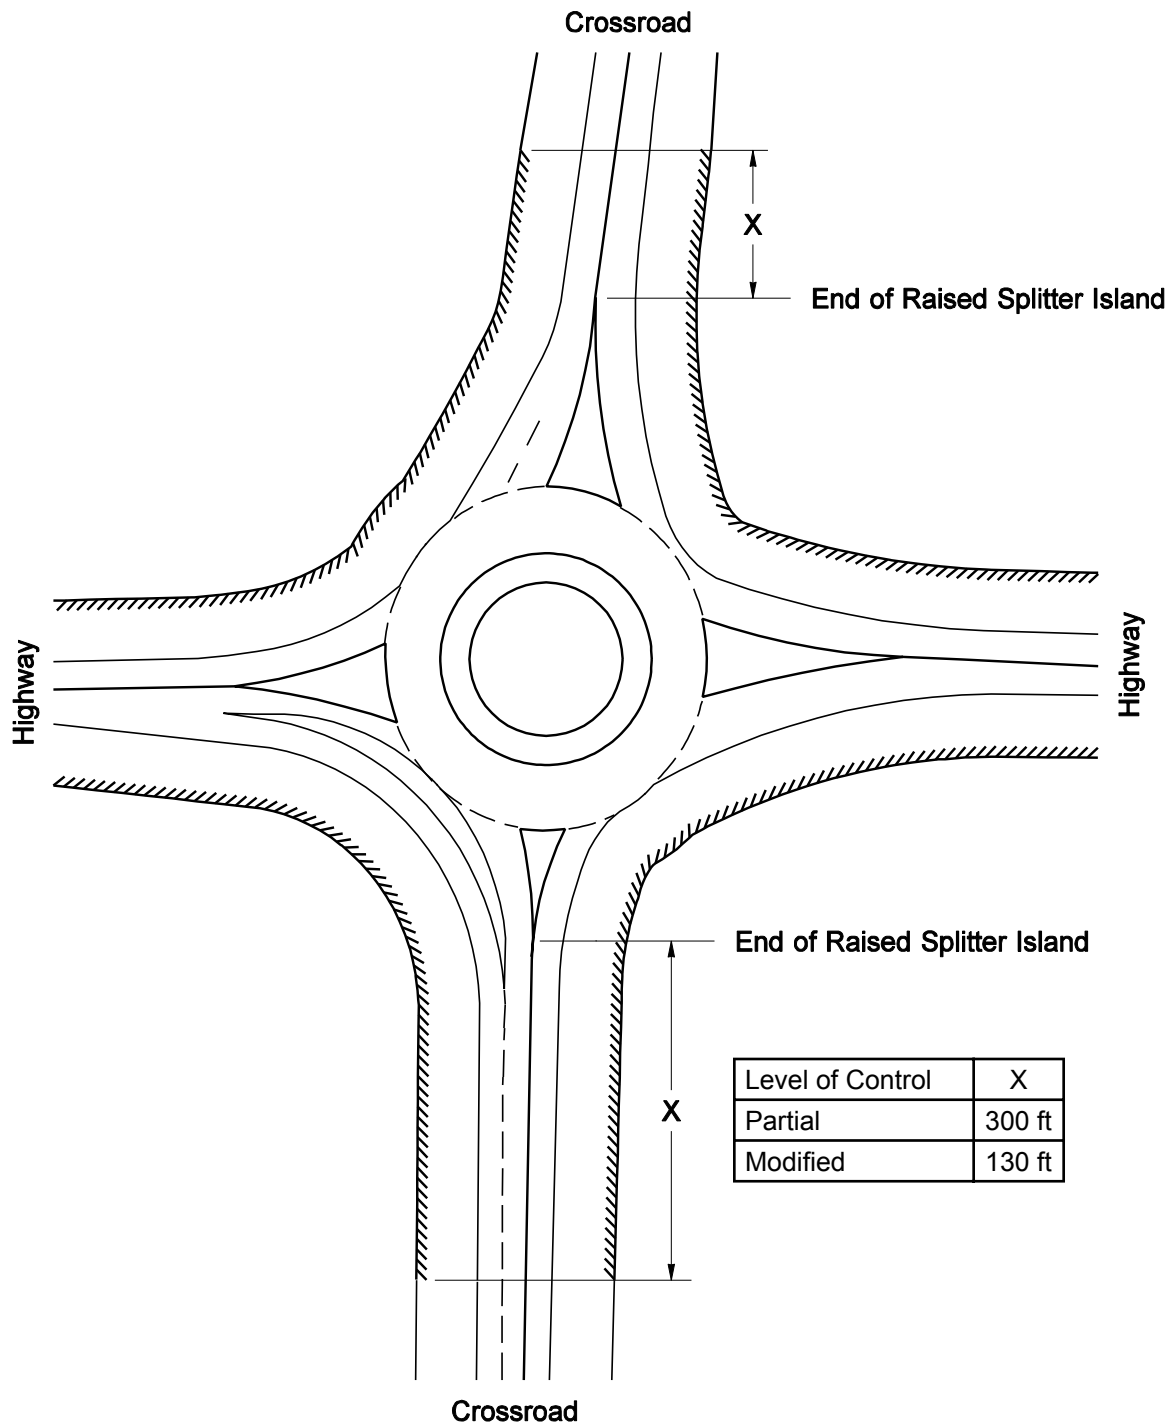 Crossroad
X
End of Raised Splitter Island
Highway
Highway
End of Raised Splitter Island
X
Level of Control X
Partial 300 ft
Modified 130 ft
Crossroad